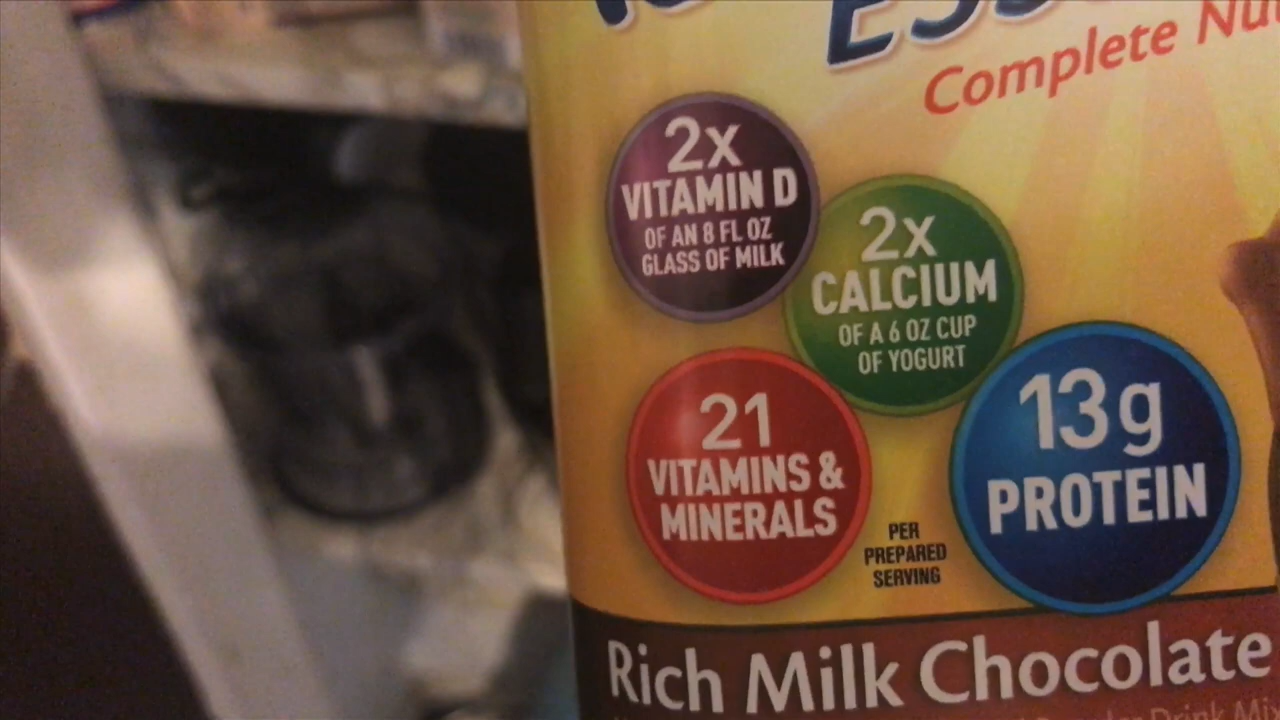 Complete
2x
VITAMIN D
OF AN 8 FL OZ
GLASS OF MILK
2x
CALCIUM
OF A 6 OZ CUP
OF YOGURT
21
VITAMINS &
MINERALS
PER
PREPARED
SERVING
13g
PROTEIN
Rich Milk Chocolate
Drink